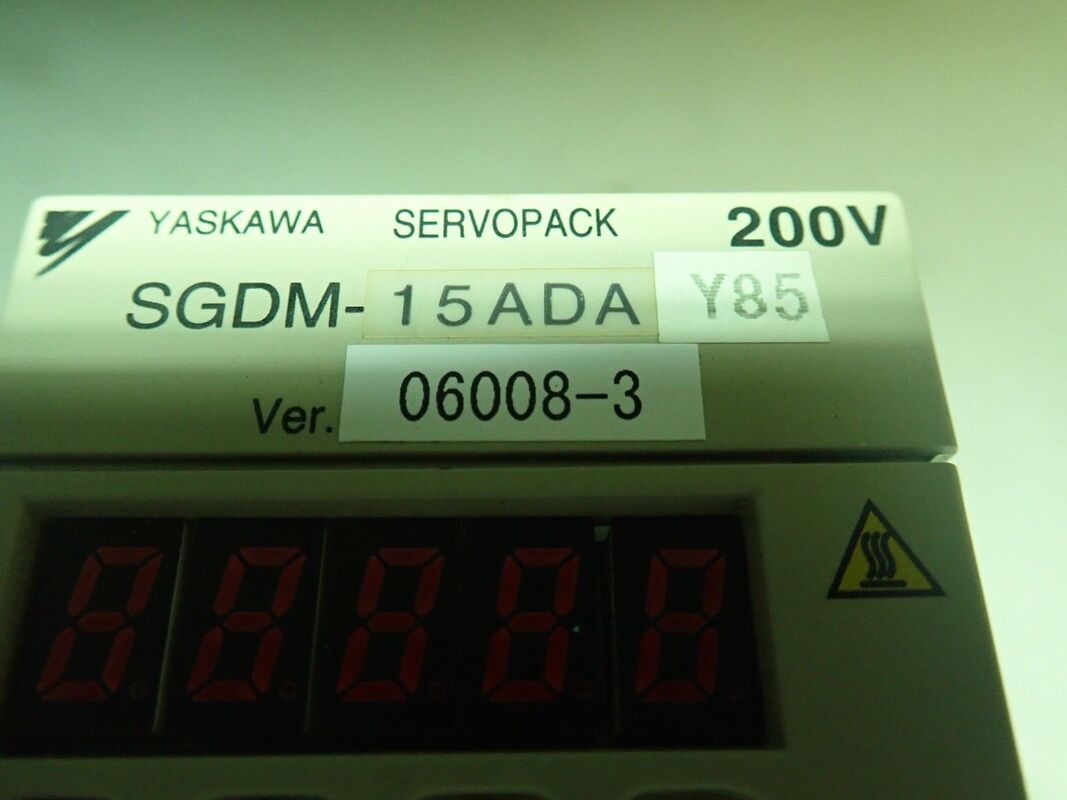 YASKAWA SERVOPACK 200V
SGDM-15ADA Y85
Ver. 06008-3